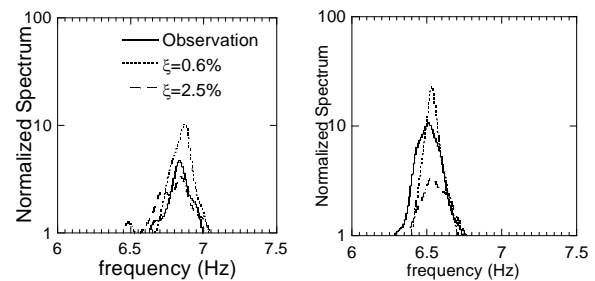 100
Normalized Spectrum
10
1
6
6.5
7
7.5
frequency (Hz)
Observation
ξ=0.6%
ξ=2.5%
100
Normalized Spectrum
10
1
6
6.5
7
7.5
frequency (Hz)